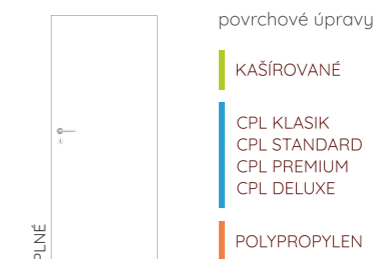 povrchové úpravy
KAŠÍROVANÉ
CPL KLASIK
CPL STANDARD
CPL PREMIUM
CPL DELUXE
POLYPROPYLEN
PLNÉ